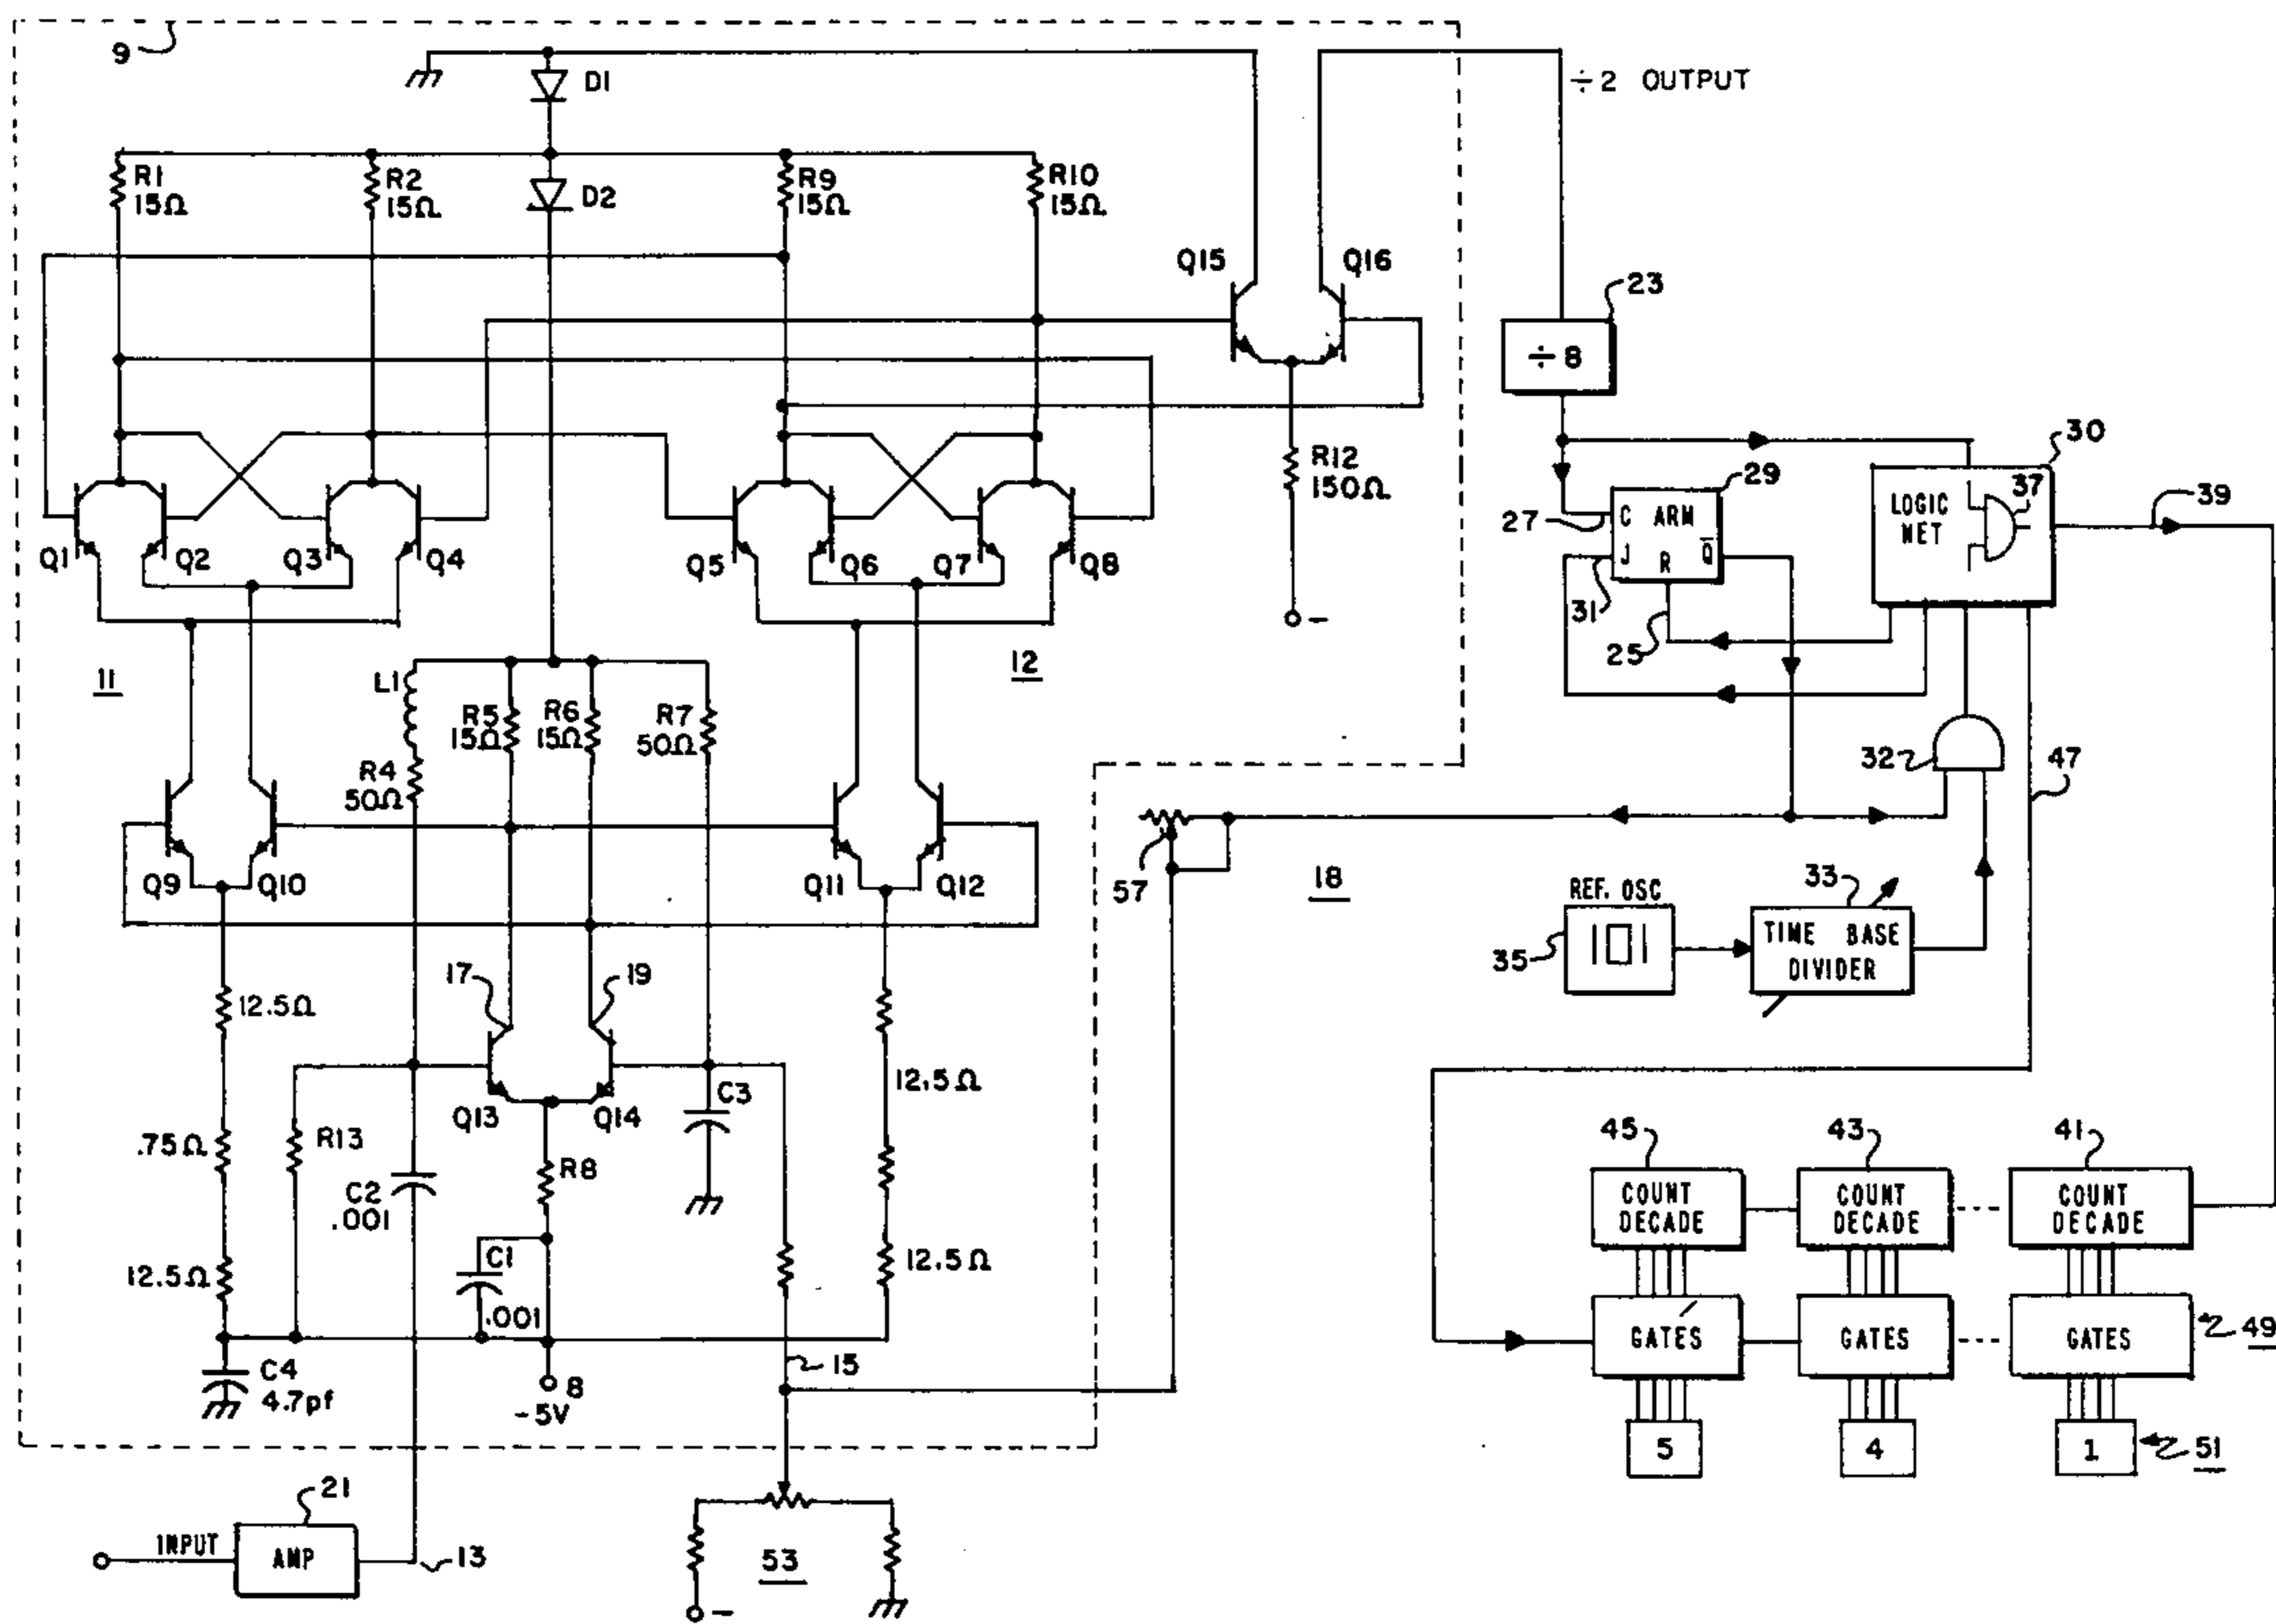 9
D1
÷2 OUTPUT
R1
15Ω
R2
15Ω
D2
R9
15Ω
R10
15Ω
Q15
Q16
23
÷8
30
R12
150Ω
29
27
C ARM
J R Q̅
31
25
LOGIC
NET
37
39
Q1
Q2
Q3
Q4
Q5
Q6
Q7
Q8
11
12
L1
R5
15Ω
R6
15Ω
R7
50Ω
R4
50Ω
32
47
Q9
Q10
Q11
Q12
57
18
REF. OSC
33
35
TIME BASE
DIVIDER
17
19
12.5Ω
12.5Ω
Q13
Q14
C3
.75Ω
R13
C2
.001
R8
45
43
41
COUNT
DECADE
COUNT
DECADE
COUNT
DECADE
12.5Ω
C1
.001
12.5Ω
GATES
GATES
GATES
49
C4
4.7pf
8
-5V
15
5
4
1
51
21
INPUT
AMP
13
53
-
-